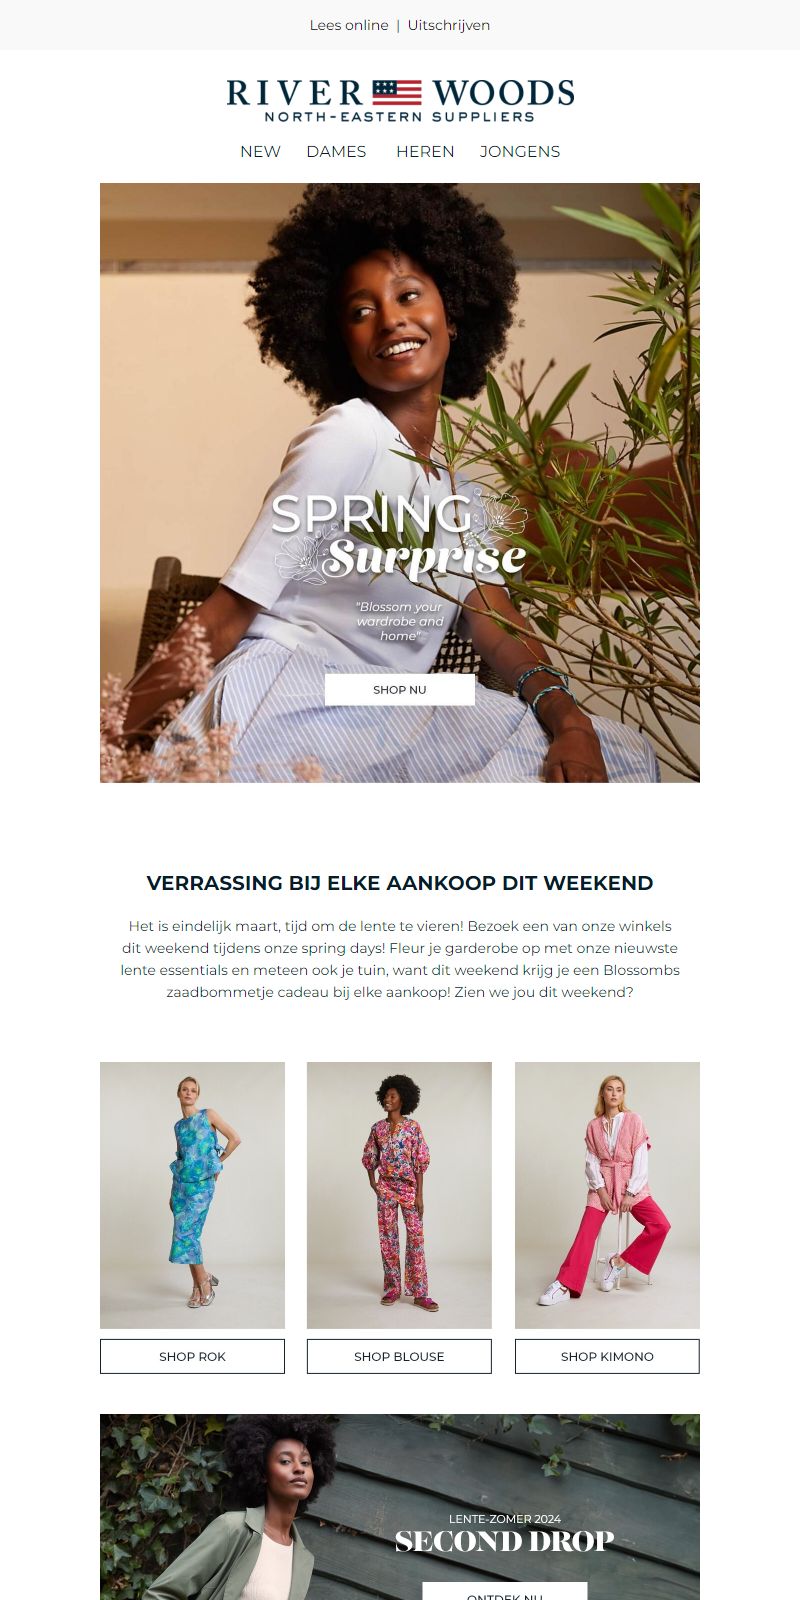 Lees online | Uitschrijven
RIVER WOODS
NORTH-EASTERN SUPPLIERS
NEW DAMES HEREN JONGENS
SPRING
Surprise
"Blossom your
wardrobe and
home"
SHOP NU
VERRASSING BIJ ELKE AANKOOP DIT WEEKEND
Het is eindelijk maart, tijd om de lente te vieren! Bezoek een van onze winkels
dit weekend tijdens onze spring days! Fleur je garderobe op met onze nieuwste
lente essentials en meteen ook je tuin, want dit weekend krijg je een Blossombs
zaadbommetje cadeau bij elke aankoop! Zien we jou dit weekend?
SHOP ROK
SHOP BLOUSE
SHOP KIMONO
LENTE-ZOMER 2024
SECOND DROP
ONTDEK NU